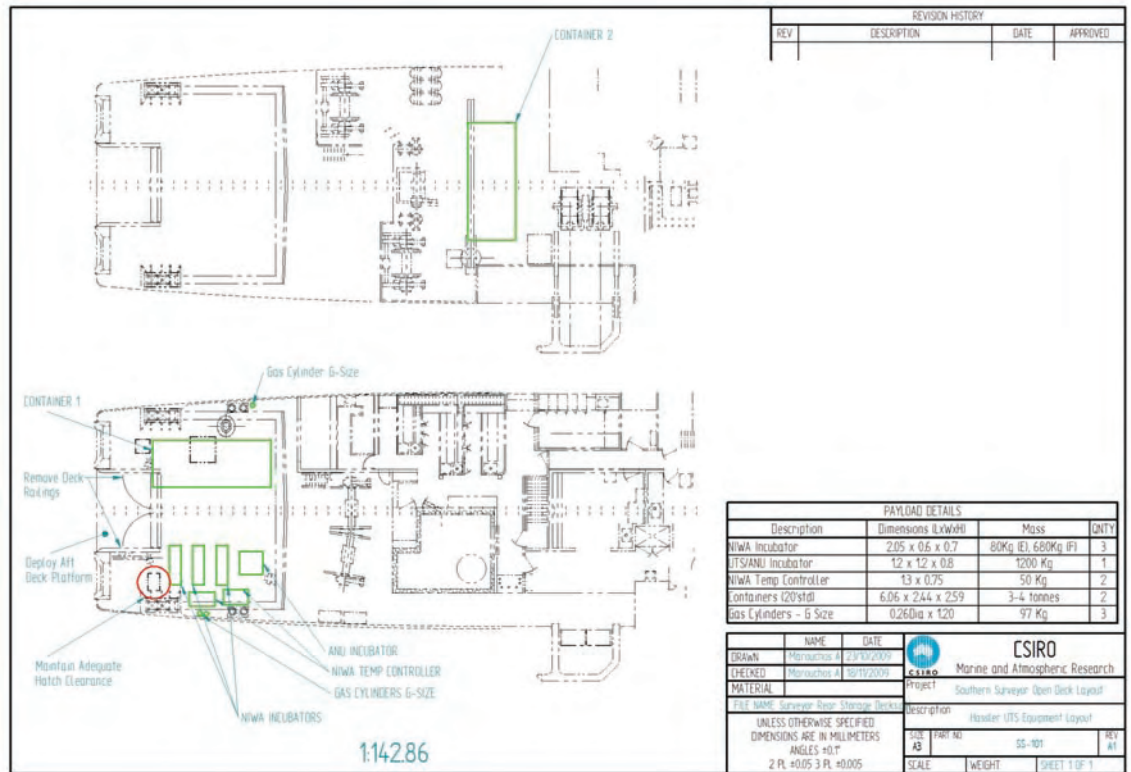 REVISION HISTORY
REV DESCRIPTION DATE APPROVED
CONTAINER 2
Gas Cylinder G-Size
CONTAINER 1
Remove Deck
Railings
Deploy Aft
Deck Platform
Maintain Adequate
Hatch Clearance
ANU INCUBATOR
NIWA TEMP CONTROLLER
GAS CYLINDERS G-SIZE
NIWA INCUBATORS
1:142.86
PAYLOAD DETAILS
Description Dimensions (LxWxH) Mass QNTY
NIWA Incubator 2.05 x 0.6 x 0.7 80Kg (E), 680Kg (F) 3
UTS/ANU Incubator 1.2 x 1.2 x 0.8 1200 Kg 1
NIWA Temp Controller 1.3 x 0.75 50 Kg 2
Containers (20'std) 6.06 x 2.44 x 2.59 3-4 tonnes 2
Gas Cylinders - G Size 0.26Dia x 1.20 97 Kg 3
NAME DATE
DRAWN Marouchos A 23/10/2009
CHECKED Marouchos A 16/11/2009
MATERIAL
FILE NAME Surveyor Rear Storage
UNLESS OTHERWISE SPECIFIED
DIMENSIONS ARE IN MILLIMETERS
ANGLES ±0.1°
2 PL ±0.05 3 PL ±0.005
CSIRO
CSIRO
Marine and Atmospheric Research
Project Southern Surveyor Open Deck Layout
Description Hassler UTS Equipment Layout
SIZE PART NO. REV
A3 SS-101 A1
SCALE WEIGHT SHEET 1 OF 1